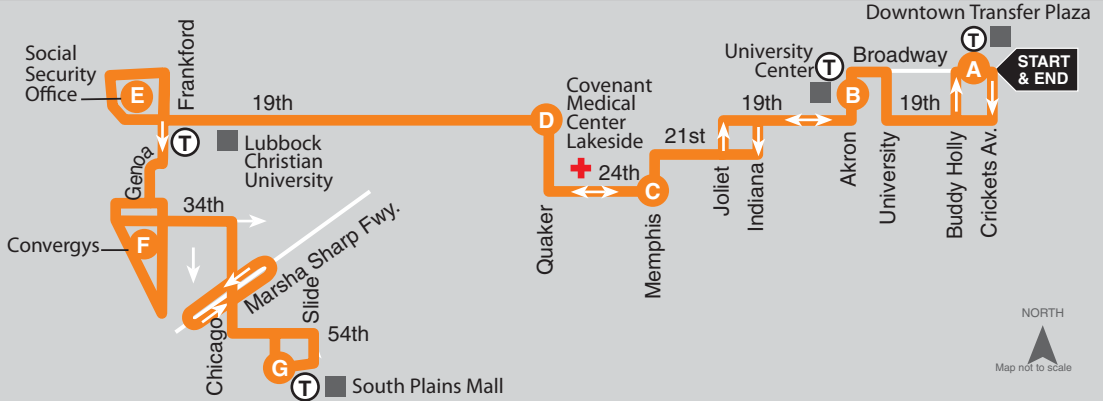 Downtown Transfer Plaza
T
A
START
& END
University
Center
T
Broadway
B
19th
Social
Security
Office
E
Frankford
19th
T
Lubbock
Christian
University
D
Covenant
Medical
Center
Lakeside
24th
C
21st
19th
Joliet
Indiana
Akron
University
Buddy Holly
Crickets Av.
Quaker
Memphis
Genoa
34th
Convergys
F
Marsha Sharp Fwy.
Chicago
Slide
54th
G
T
South Plains Mall
NORTH
Map not to scale